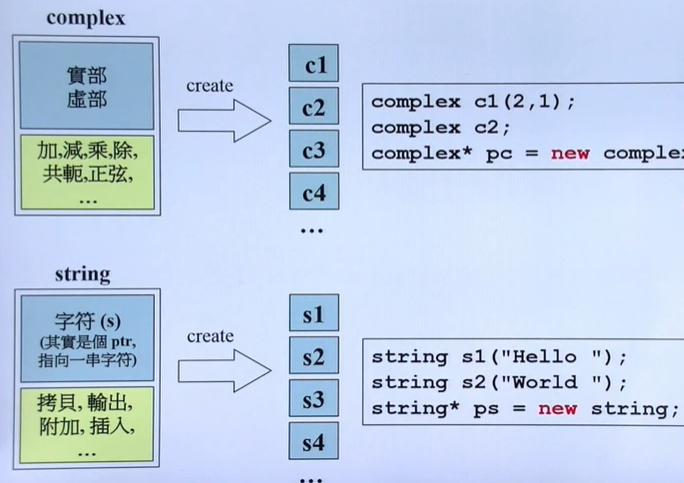 complex
實部
虛部
加,減,乘,除,
共軛,正弦,
...
create
c1
c2
c3
c4
...
complex c1(2,1);
complex c2;
complex* pc = new
string
字符 (s)
(其實是個 ptr,
指向一串字符)
拷貝, 輸出,
附加, 插入,
...
create
s1
s2
s3
s4
...
string s1("Hello ");
string s2("World ");
string* ps = new string;